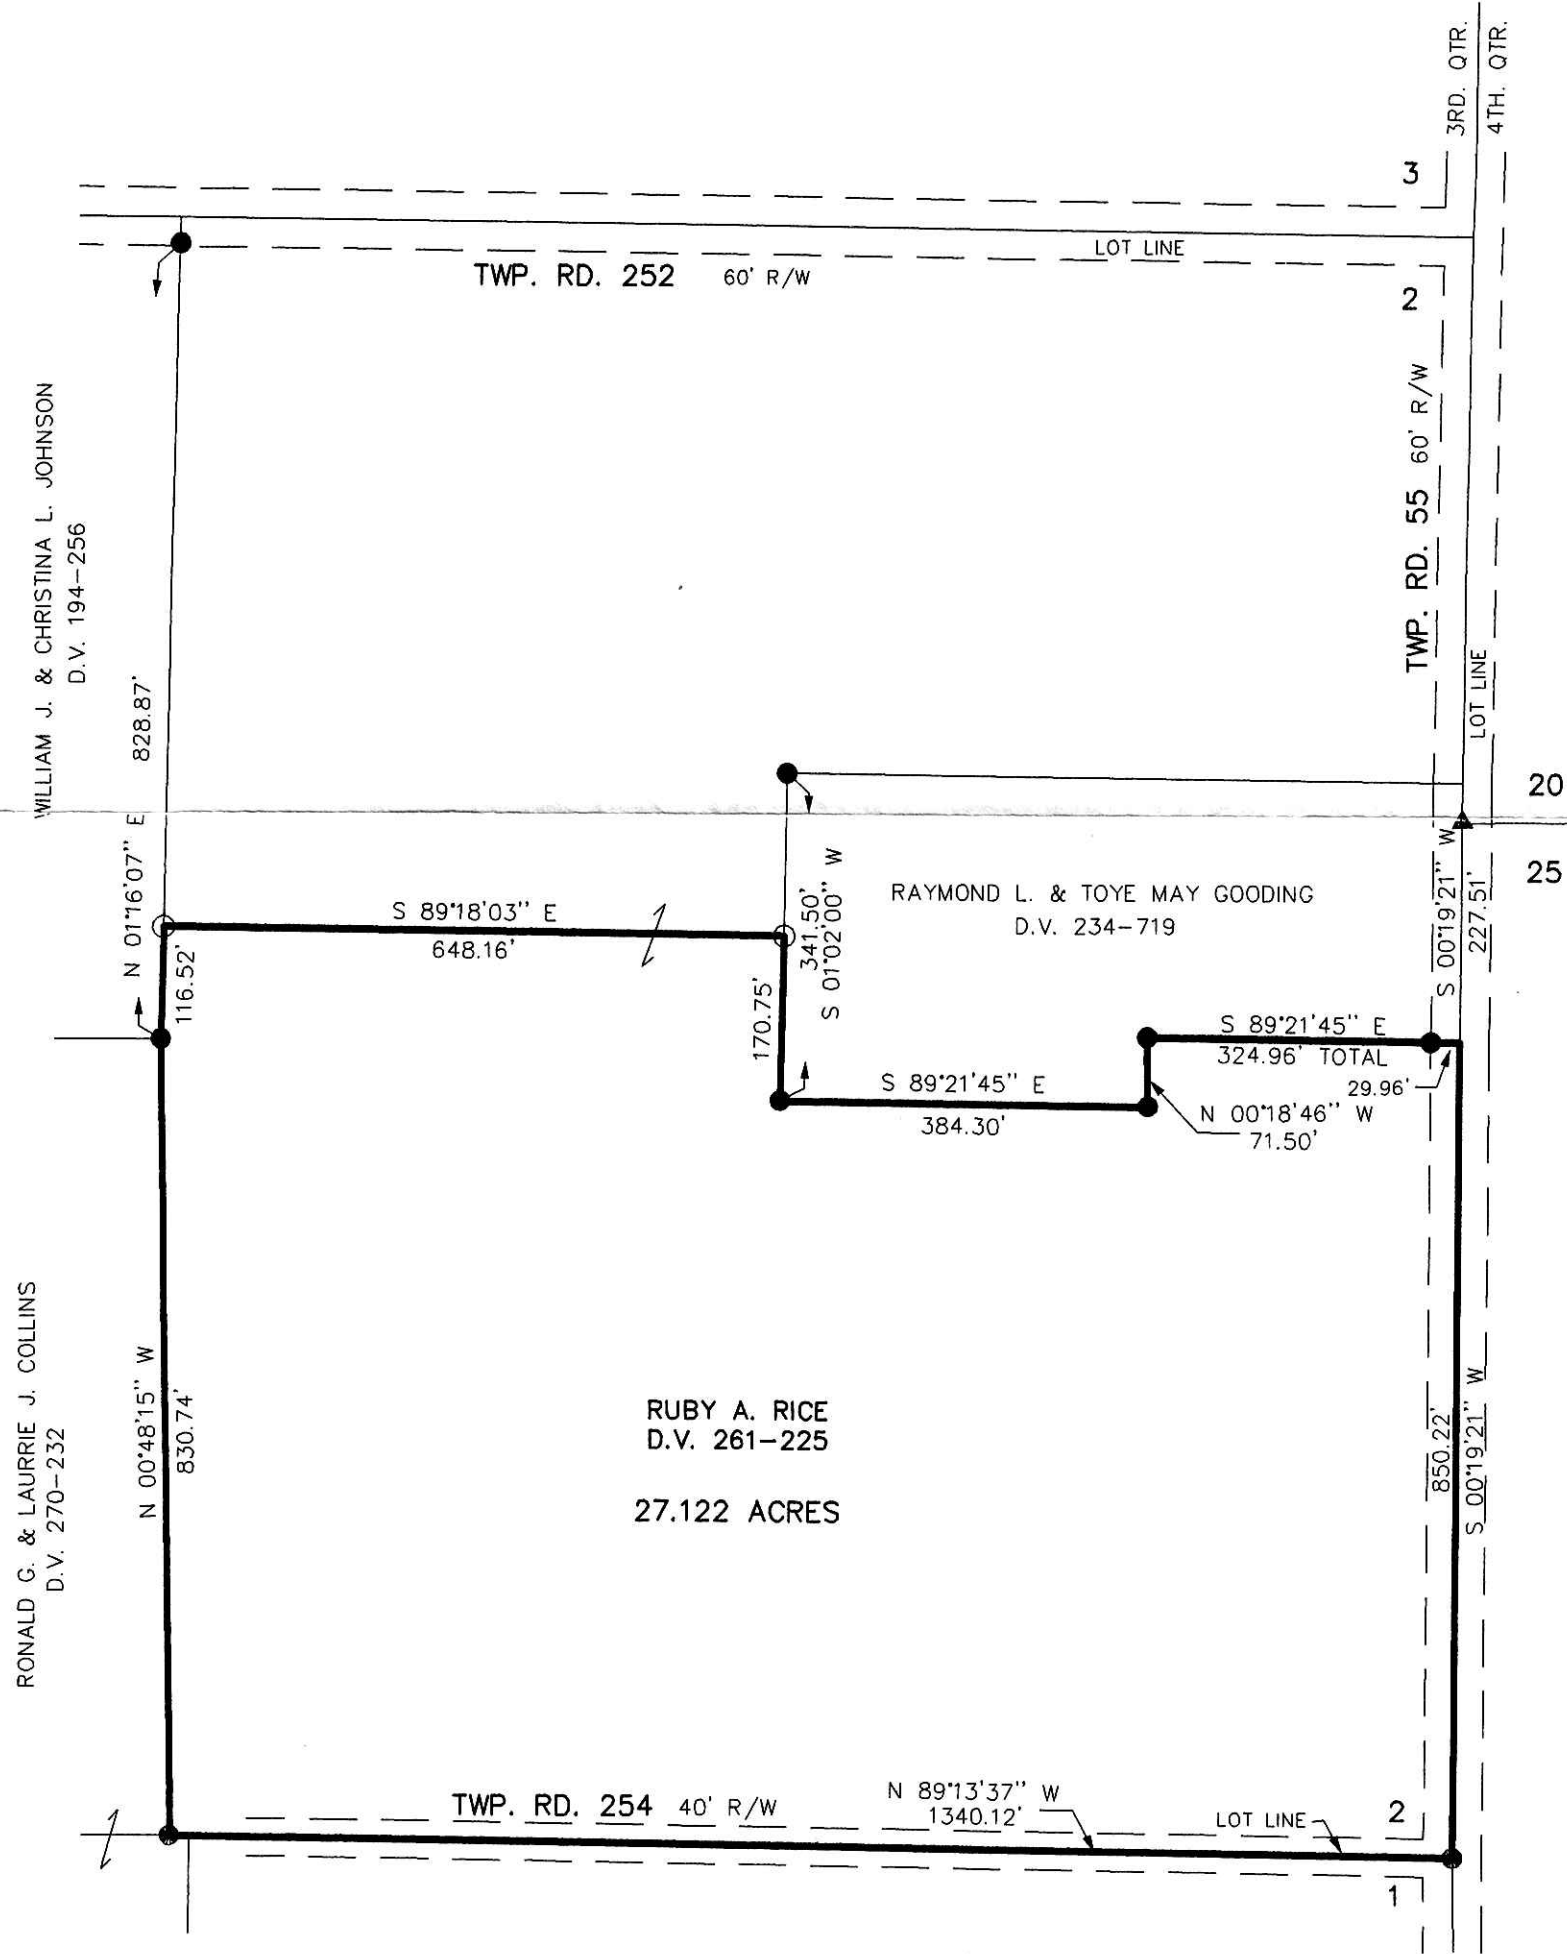 3RD. QTR.
4TH. QTR.
3
LOT LINE
TWP. RD. 252 60' R/W
2
TWP. RD. 55 60' R/W
LOT LINE
WILLIAM J. & CHRISTINA L. JOHNSON
D.V. 194-256
N 01°16'07" E 828.87'
20
25
S 89°18'03" E
648.16'
116.52'
341.50'
S 01°02'00" W
170.75'
RAYMOND L. & TOYE MAY GOODING
D.V. 234-719
S 00°19'21" W
227.51'
S 89°21'45" E
324.96' TOTAL
29.96'
S 89°21'45" E
384.30'
N 00°18'46" W
71.50'
RONALD G. & LAURRIE J. COLLINS
D.V. 270-232
N 00°48'15" W
830.74'
RUBY A. RICE
D.V. 261-225
27.122 ACRES
850.22'
S 00°19'21" W
TWP. RD. 254 40' R/W
N 89°13'37" W
1340.12'
LOT LINE
2
1